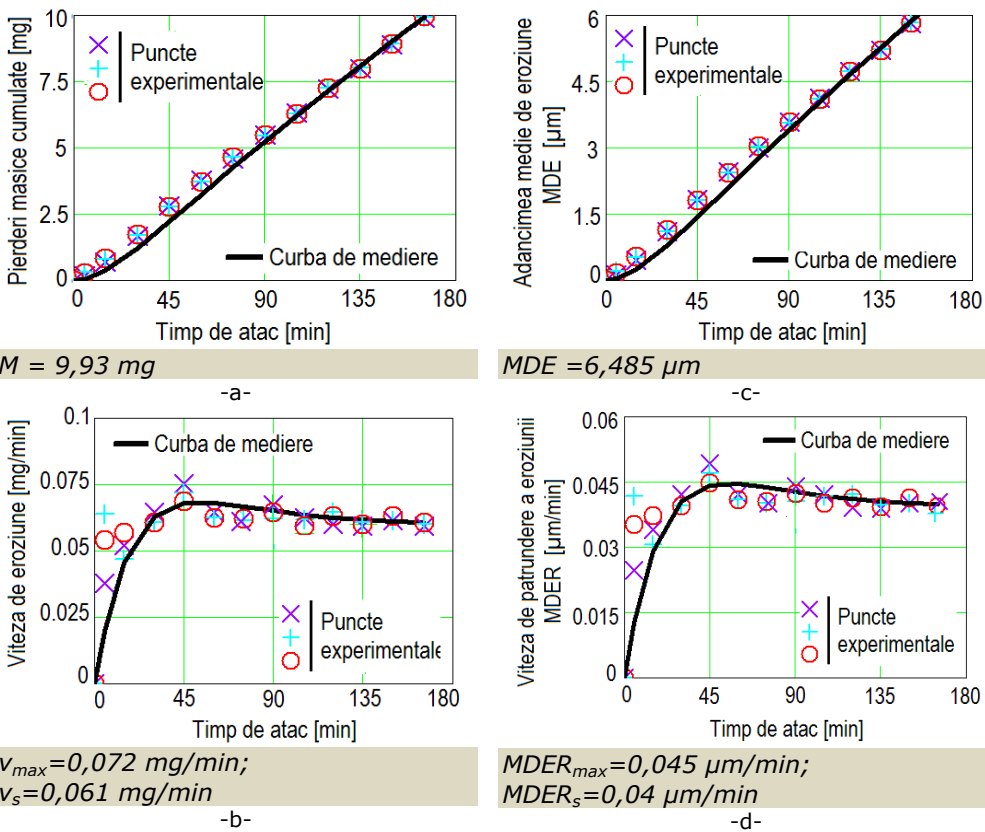 Pierderi masice cumulate [mg]
10
7.5
5
2.5
0
Puncte
experimentale
Curba de mediere
0 45 90 135 180
Timp de atac [min]
M = 9,93 mg
-a-
Adancimea medie de eroziune
MDE [µm]
6
4.5
3
1.5
0
Puncte
experimentale
Curba de mediere
0 45 90 135 180
Timp de atac [min]
MDE =6,485 µm
-c-
Viteza de eroziune [mg/min]
0.1
0.075
0.05
0.025
0
Curba de mediere
Puncte
experimentale
0 45 90 135 180
Timp de atac [min]
vmax=0,072 mg/min;
vs=0,061 mg/min
-b-
Viteza de patrundere a eroziunii
MDER [µm/min]
0.06
0.045
0.03
0.015
0
Curba de mediere
Puncte
experimentale
0 45 90 135 180
Timp de atac [min]
MDERmax=0,045 µm/min;
MDERs=0,04 µm/min
-d-